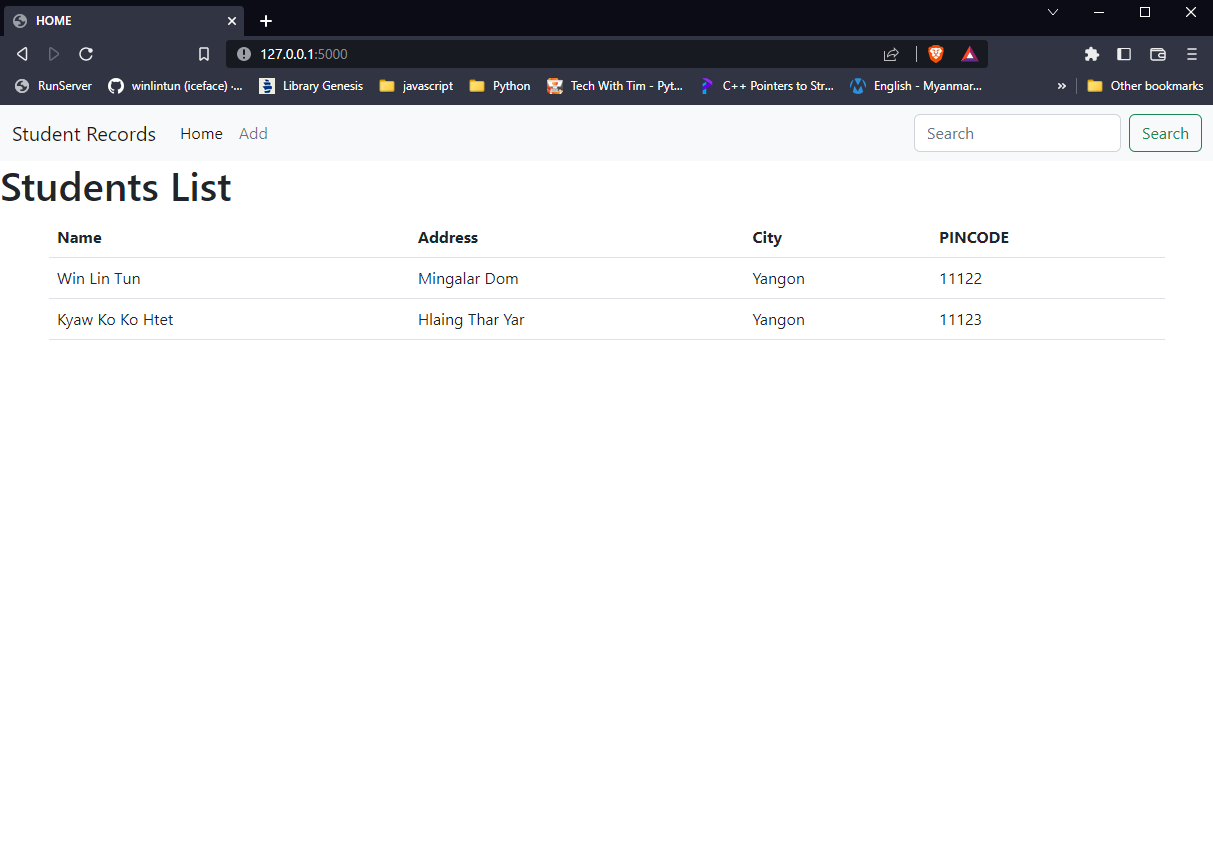 HOME
127.0.0.1:5000
RunServer winlintun (iceface) ·... Library Genesis javascript Python Tech With Tim - Pyt... C++ Pointers to Str... English - Myanmar... » Other bookmarks
Student Records Home Add Search Search
Students List
Name Address City PINCODE
Win Lin Tun Mingalar Dom Yangon 11122
Kyaw Ko Ko Htet Hlaing Thar Yar Yangon 11123